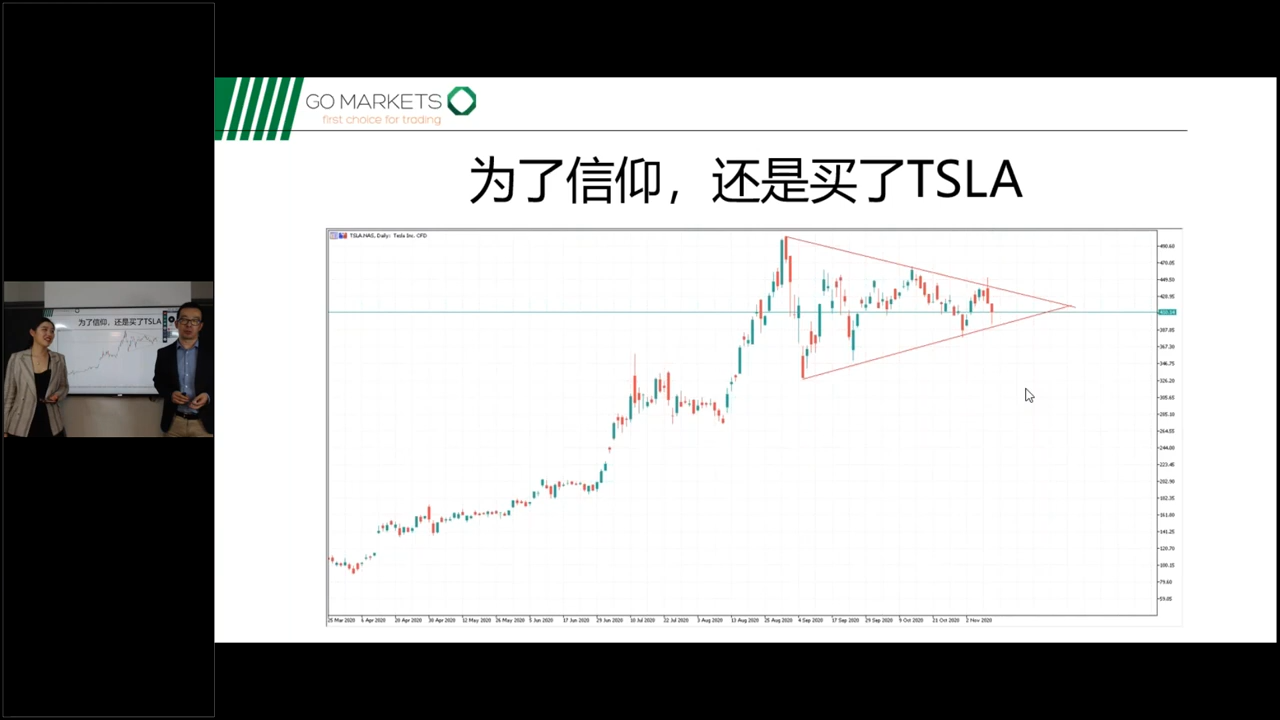 GO MARKETS
first choice for trading
为了信仰，还是买了TSLA
TSLA.NAS, Daily: Tesla Inc. CFD
490.60
470.05
449.50
428.95
410.14
387.85
367.30
346.75
326.20
305.65
285.10
264.55
244.00
223.45
202.90
182.35
161.80
141.25
120.70
100.15
79.60
59.05
25 Mar 2020
6 Apr 2020
20 Apr 2020
30 Apr 2020
12 May 2020
26 May 2020
5 Jun 2020
17 Jun 2020
29 Jun 2020
10 Jul 2020
22 Jul 2020
3 Aug 2020
13 Aug 2020
25 Aug 2020
4 Sep 2020
17 Sep 2020
29 Sep 2020
9 Oct 2020
21 Oct 2020
2 Nov 2020
为了信仰，还是买了TSLA